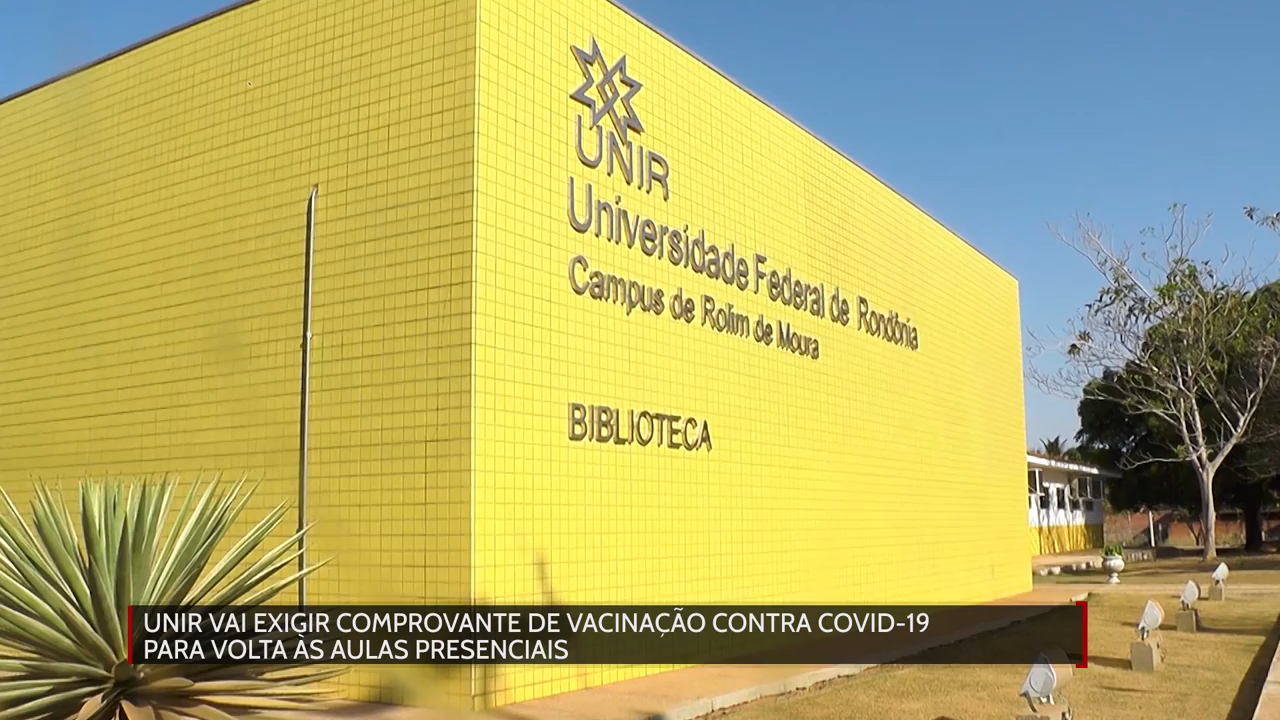 UNIR
Universidade Federal de Rondônia
Campus de Rolim de Moura
BIBLIOTECA
UNIR VAI EXIGIR COMPROVANTE DE VACINAÇÃO CONTRA COVID-19
PARA VOLTA ÀS AULAS PRESENCIAIS